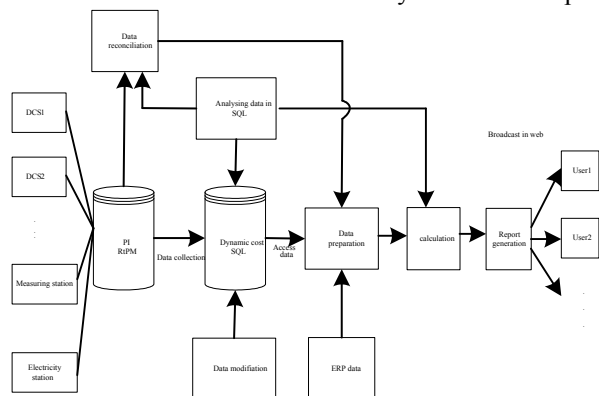 Data
reconciliation
Analysing data in
SQL
DCS1
Broadcast in web
DCS2
User1
PI
RtPM
Data collection
Dynamic cost
SQL
Access
data
Data
preparation
calculation
Report
generation
User2
Measuring station
Electricity
station
Data modifiation
ERP data